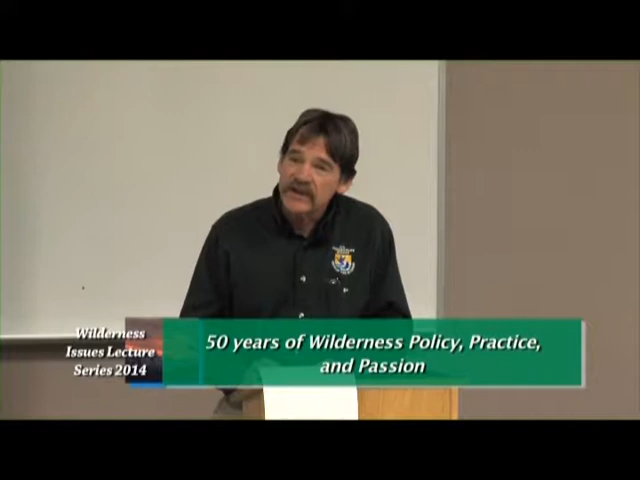 Wilderness
Issues Lecture
Series 2014
50 years of Wilderness Policy, Practice,
and Passion